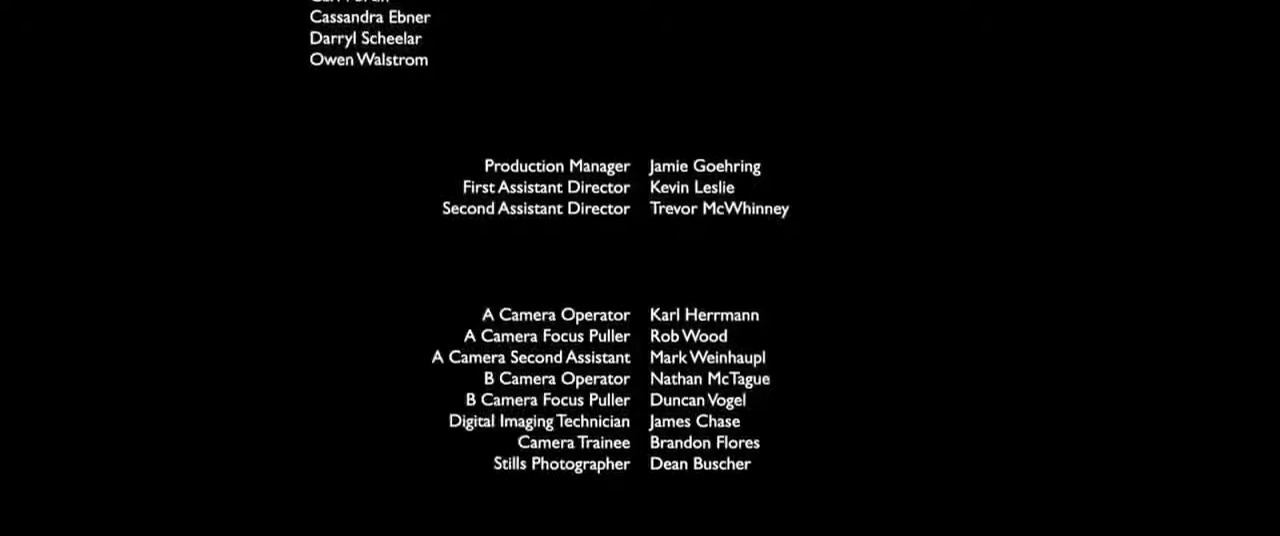 Cassandra Ebner
Darryl Scheelar
Owen Walstrom
Production Manager Jamie Goehring
First Assistant Director Kevin Leslie
Second Assistant Director Trevor McWhinney
A Camera Operator Karl Herrmann
A Camera Focus Puller Rob Wood
A Camera Second Assistant Mark Weinhaupl
B Camera Operator Nathan McTague
B Camera Focus Puller Duncan Vogel
Digital Imaging Technician James Chase
Camera Trainee Brandon Flores
Stills Photographer Dean Buscher